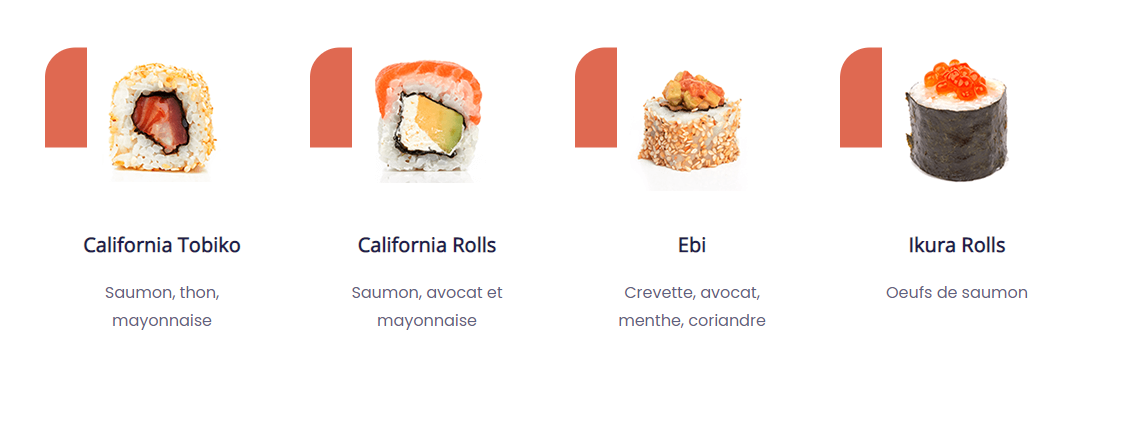 California Tobiko
Saumon, thon,
mayonnaise
California Rolls
Saumon, avocat et
mayonnaise
Ebi
Crevette, avocat,
menthe, coriandre
Ikura Rolls
Oeufs de saumon